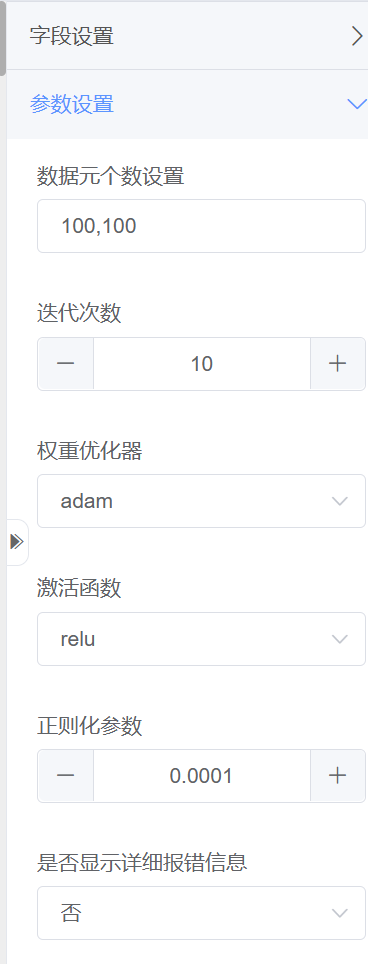 字段设置
参数设置
数据元个数设置
100,100
迭代次数
10
权重优化器
adam
激活函数
relu
正则化参数
0.0001
是否显示详细报错信息
否